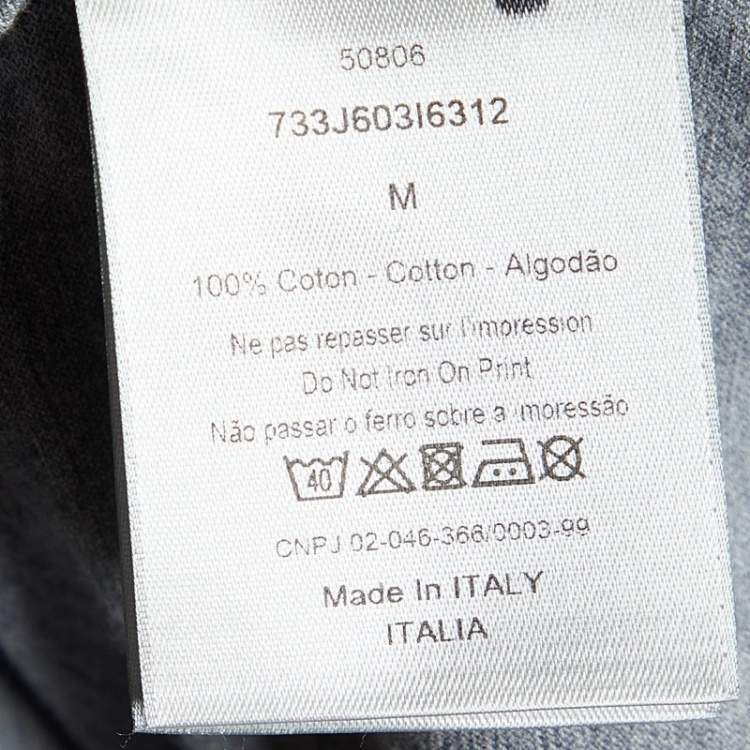 50806
733J603I6312
M
100% Coton - Cotton - Algodão
Ne pas repasser sur l'impression
Do Not Iron On Print
Não passar o ferro sobre a impressão
40
CNPJ 02-046-366/0003-99
Made In ITALY
ITALIA